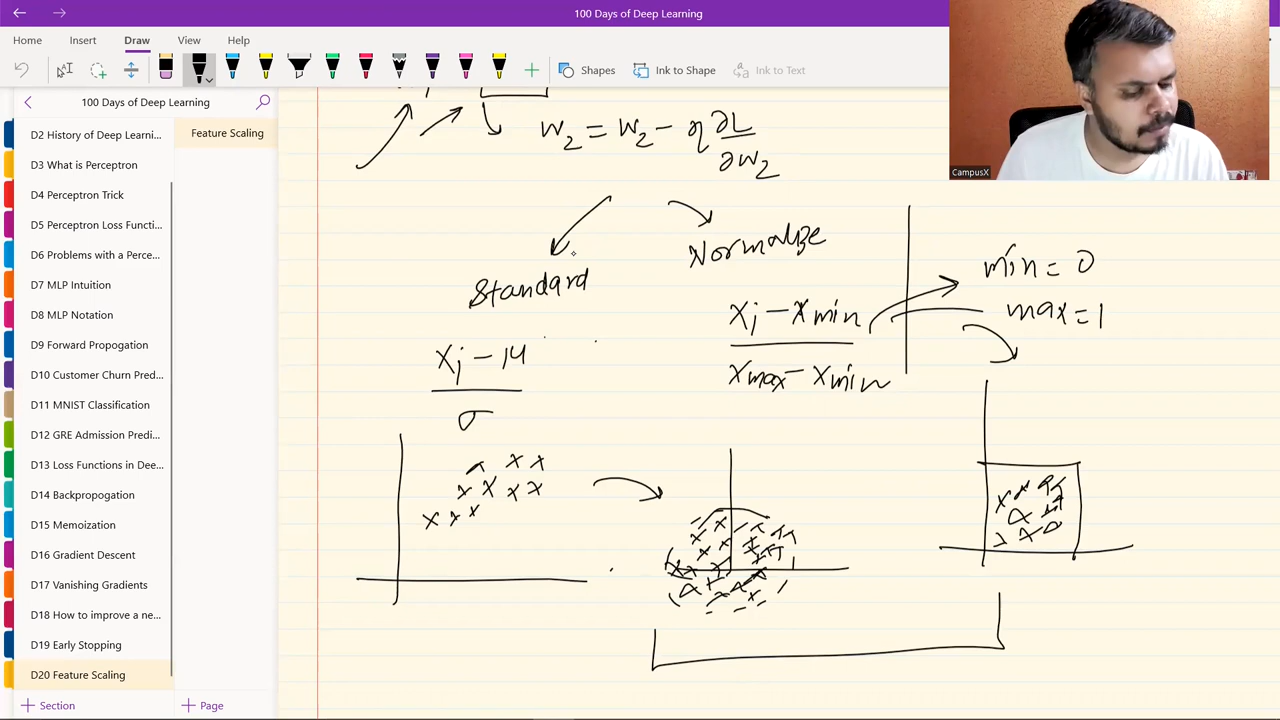 100 Days of Deep Learning
Home Insert Draw View Help
Shapes Ink to Shape Ink to Text
100 Days of Deep Learning
D2 History of Deep Learni...
D3 What is Perceptron
D4 Perceptron Trick
D5 Perceptron Loss Functi...
D6 Problems with a Perce...
D7 MLP Intuition
D8 MLP Notation
D9 Forward Propogation
D10 Customer Churn Pred...
D11 MNIST Classification
D12 GRE Admission Predi...
D13 Loss Functions in Dee...
D14 Backpropogation
D15 Memoization
D16 Gradient Descent
D17 Vanishing Gradients
D18 How to improve a ne...
D19 Early Stopping
D20 Feature Scaling
Section
Feature Scaling
Page
CampusX
w₂ = w₂ − η ∂L
∂w₂
Standard
Normalize
xi − μ
σ
xi − xmin
xmax − xmin
min = 0
max = 1